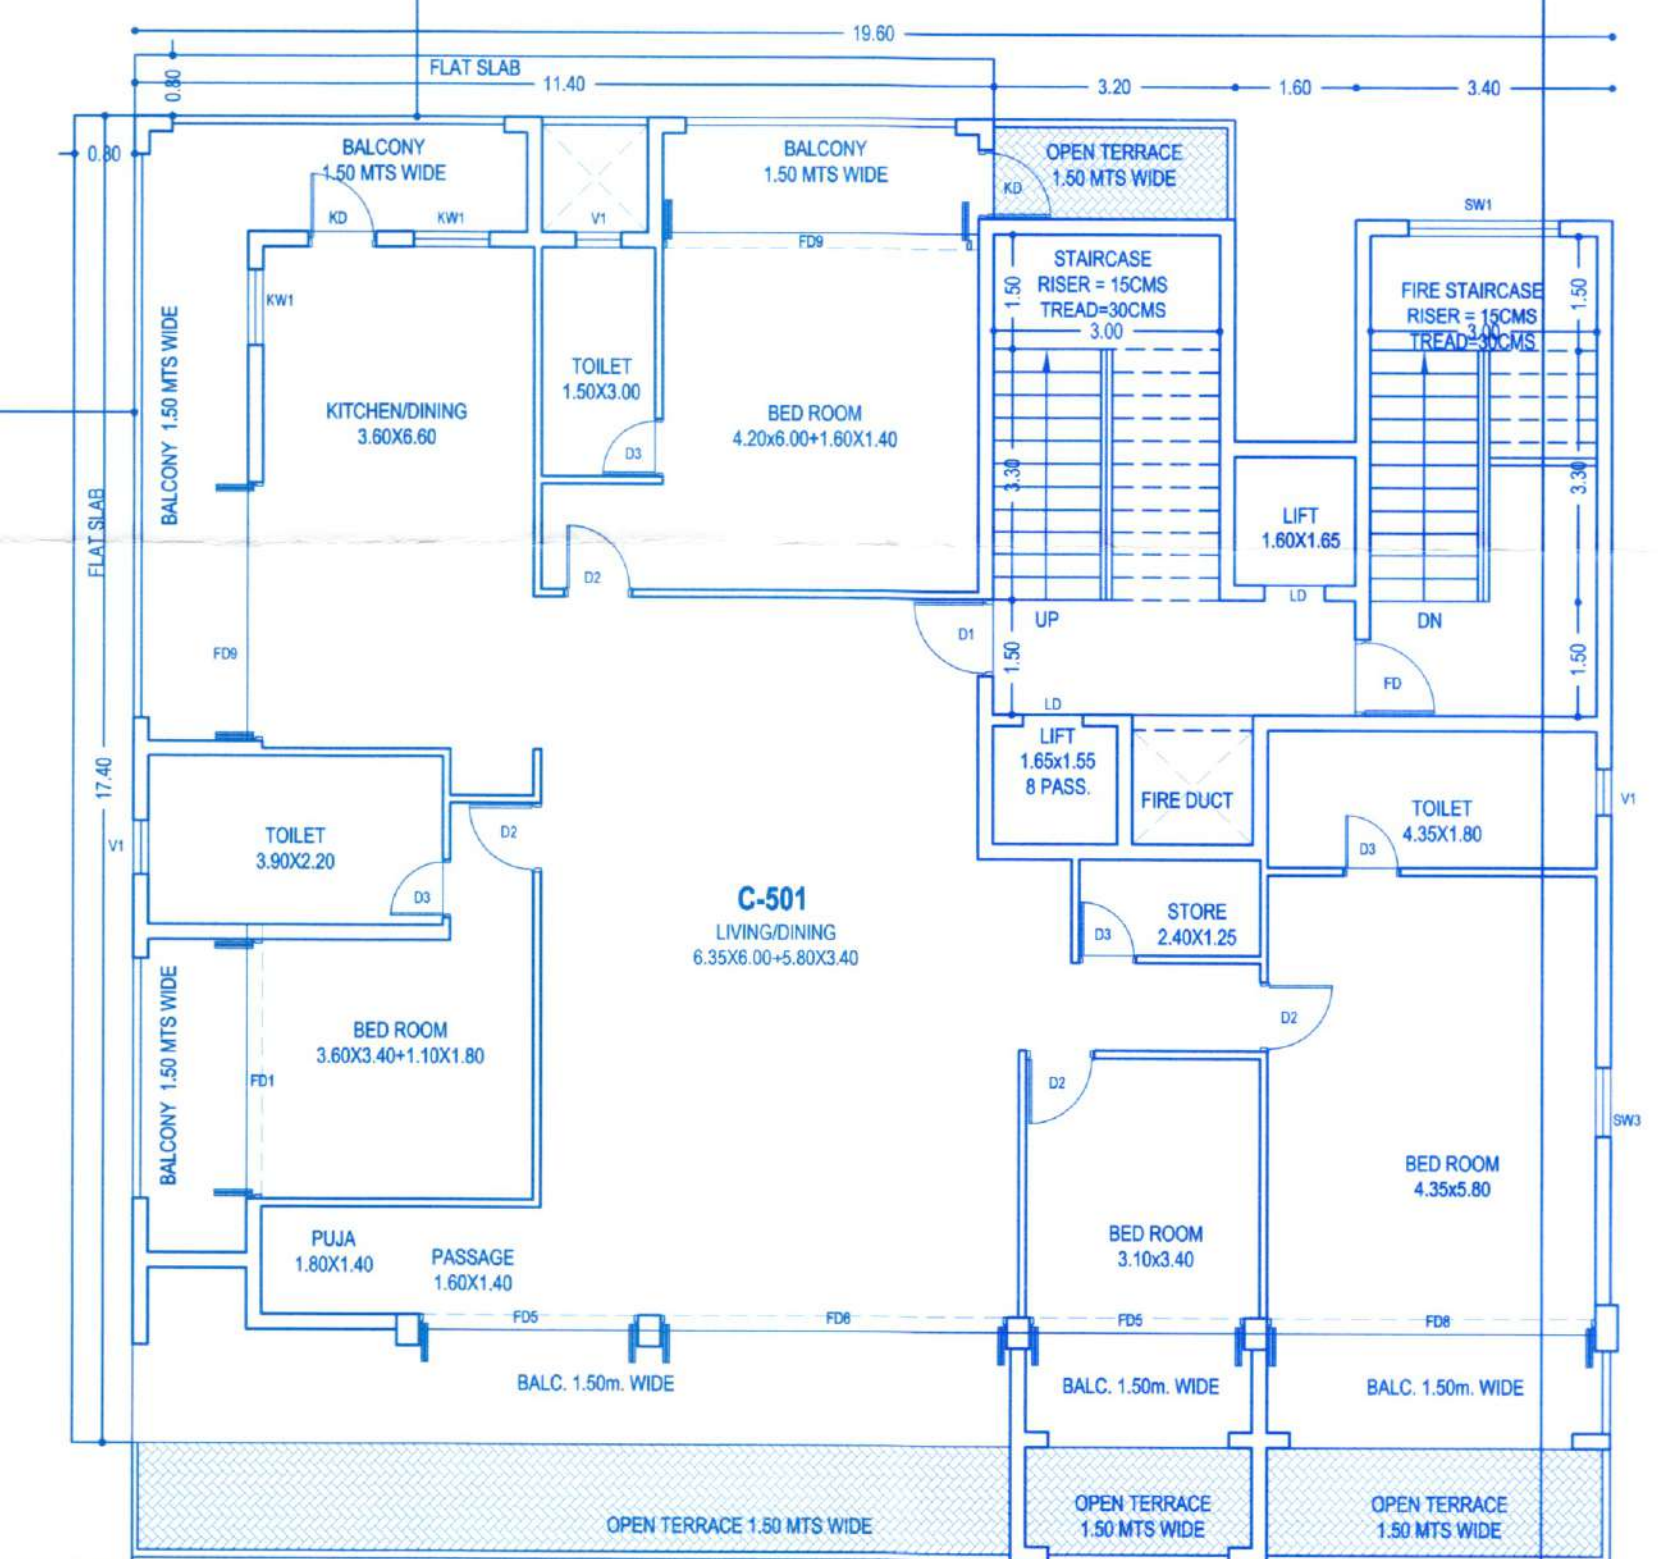 19.60
FLAT SLAB
11.40
3.20
1.60
3.40
0.80
0.80
BALCONY
1.50 MTS WIDE
BALCONY
1.50 MTS WIDE
OPEN TERRACE
1.50 MTS WIDE
KD
KD
KW1
V1
FD9
SW1
STAIRCASE
RISER = 15CMS
TREAD=30CMS
3.00
1.50
FIRE STAIRCASE
RISER = 15CMS
3.00
TREAD=30CMS
1.50
KW1
BALCONY 1.50 MTS WIDE
KITCHEN/DINING
3.60X6.60
TOILET
1.50X3.00
D3
BED ROOM
4.20x6.00+1.60X1.40
3.30
3.30
LIFT
1.60X1.65
LD
FLAT SLAB
D2
D1
UP
DN
1.50
1.50
FD9
FD
LD
17.40
LIFT
1.65x1.55
8 PASS.
FIRE DUCT
TOILET
4.35X1.80
V1
D3
V1
TOILET
3.90X2.20
D2
D3
C-501
LIVING/DINING
6.35X6.00+5.80X3.40
STORE
2.40X1.25
D3
D2
BALCONY 1.50 MTS WIDE
BED ROOM
3.60X3.40+1.10X1.80
FD1
D2
SW3
BED ROOM
4.35x5.80
PUJA
1.80X1.40
PASSAGE
1.60X1.40
BED ROOM
3.10x3.40
FD5
FD6
FD5
FD8
BALC. 1.50m. WIDE
BALC. 1.50m. WIDE
BALC. 1.50m. WIDE
OPEN TERRACE 1.50 MTS WIDE
OPEN TERRACE
1.50 MTS WIDE
OPEN TERRACE
1.50 MTS WIDE